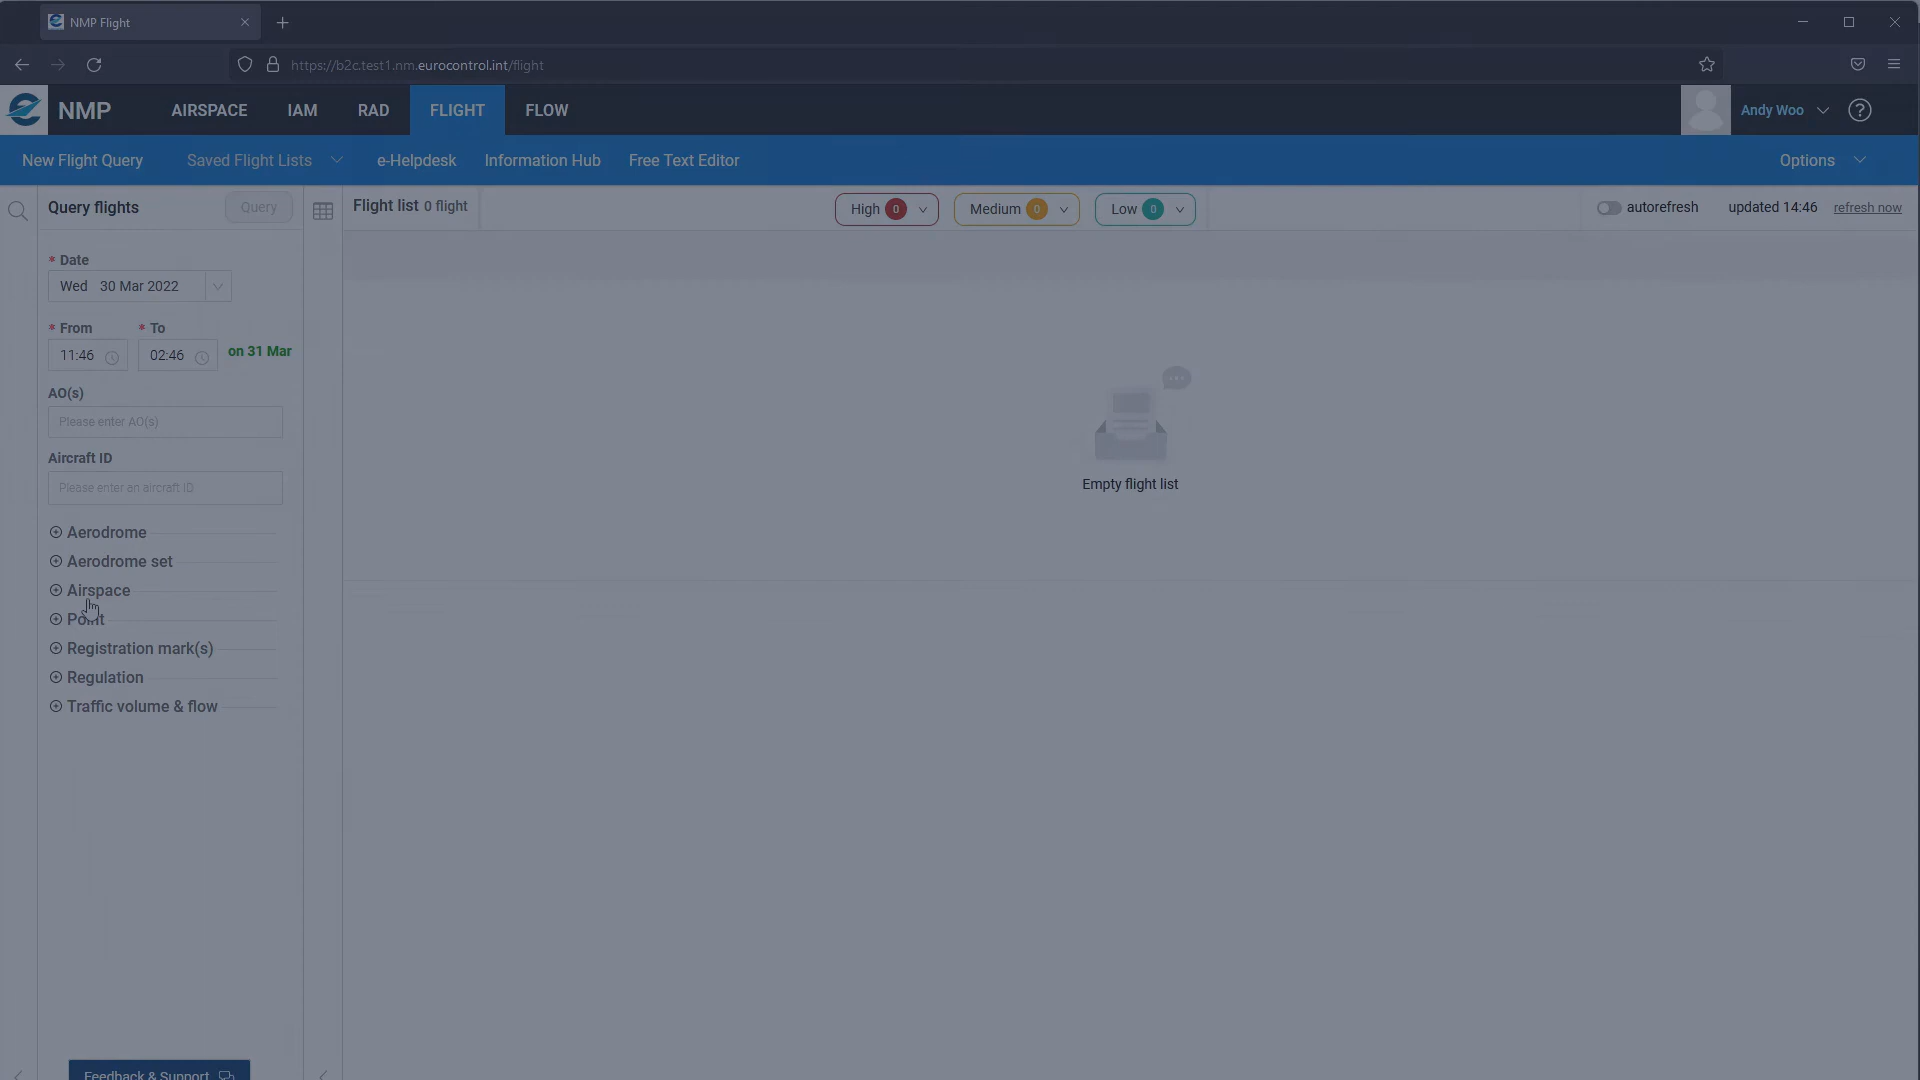 NMP Flight
https://b2c.test1.nm.eurocontrol.int/flight
NMP AIRSPACE IAM RAD FLIGHT FLOW Andy Woo ?
New Flight Query Saved Flight Lists e-Helpdesk Information Hub Free Text Editor Options
Query flights Query Flight list 0 flight High 0 Medium 0 Low 0 autorefresh updated 14:46 refresh now
* Date
Wed 30 Mar 2022
* From * To
11:46 02:46 on 31 Mar
AO(s)
Please enter AO(s)
Aircraft ID
Please enter an aircraft ID
Empty flight list
Aerodrome
Aerodrome set
Airspace
Point
Registration mark(s)
Regulation
Traffic volume & flow
Feedback & Support